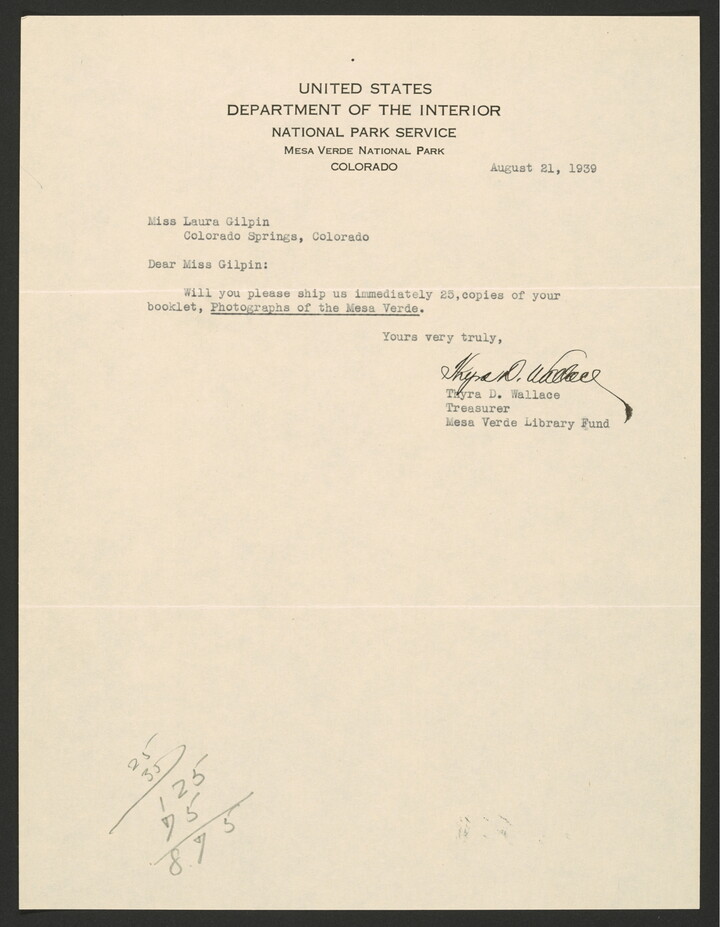 UNITED STATES
DEPARTMENT OF THE INTERIOR
NATIONAL PARK SERVICE
MESA VERDE NATIONAL PARK
COLORADO
August 21, 1939
Miss Laura Gilpin
Colorado Springs, Colorado
Dear Miss Gilpin:
Will you please ship us immediately 25,copies of your
booklet, Photographs of the Mesa Verde.
Yours very truly,
Thyra D. Wallace
Thyra D. Wallace
Treasurer
Mesa Verde Library Fund
25
35
125
75
875